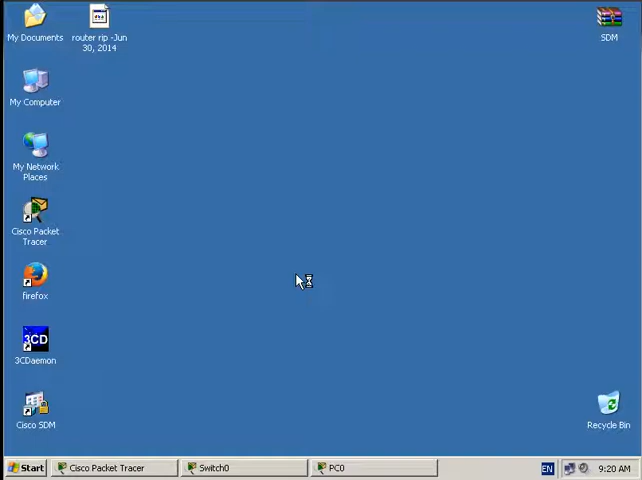 My Documents
router rip -Jun
30, 2014
SDM
My Computer
My Network
Places
Cisco Packet
Tracer
firefox
3CD
3CDaemon
Cisco SDM
Recycle Bin
Start
Cisco Packet Tracer
Switch0
PC0
EN
9:20 AM